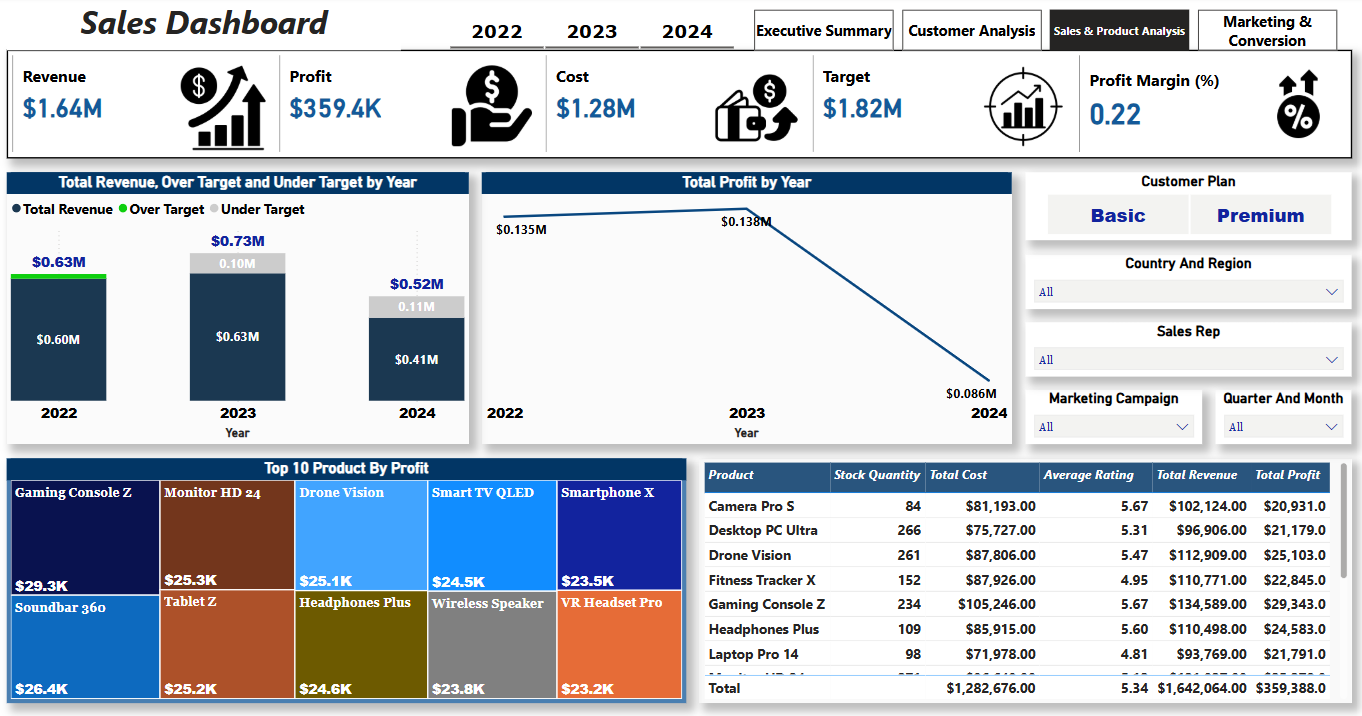 Sales Dashboard
2022 2023 2024
Executive Summary
Customer Analysis
Sales & Product Analysis
Marketing &
Conversion
Revenue
$1.64M
$
Profit
$359.4K
$
Cost
$1.28M
$
Target
$1.82M
Profit Margin (%)
0.22
%
Total Revenue, Over Target and Under Target by Year
Total Revenue Over Target Under Target
$0.63M
$0.60M
$0.73M
0.10M
$0.63M
$0.52M
0.11M
$0.41M
2022 2023 2024
Year
Total Profit by Year
$0.135M
$0.138M
$0.086M
2022 2023 2024
Year
Customer Plan
Basic Premium
Country And Region
All
Sales Rep
All
Marketing Campaign
All
Quarter And Month
All
Top 10 Product By Profit
Gaming Console Z
$29.3K
Soundbar 360
$26.4K
Monitor HD 24
$25.3K
Tablet Z
$25.2K
Drone Vision
$25.1K
Headphones Plus
$24.6K
Smart TV QLED
$24.5K
Wireless Speaker
$23.8K
Smartphone X
$23.5K
VR Headset Pro
$23.2K
Product Stock Quantity Total Cost Average Rating Total Revenue Total Profit
Camera Pro S 84 $81,193.00 5.67 $102,124.00 $20,931.0
Desktop PC Ultra 266 $75,727.00 5.31 $96,906.00 $21,179.0
Drone Vision 261 $87,806.00 5.47 $112,909.00 $25,103.0
Fitness Tracker X 152 $87,926.00 4.95 $110,771.00 $22,845.0
Gaming Console Z 234 $105,246.00 5.67 $134,589.00 $29,343.0
Headphones Plus 109 $85,915.00 5.60 $110,498.00 $24,583.0
Laptop Pro 14 98 $71,978.00 4.81 $93,769.00 $21,791.0
Total $1,282,676.00 5.34 $1,642,064.00 $359,388.0